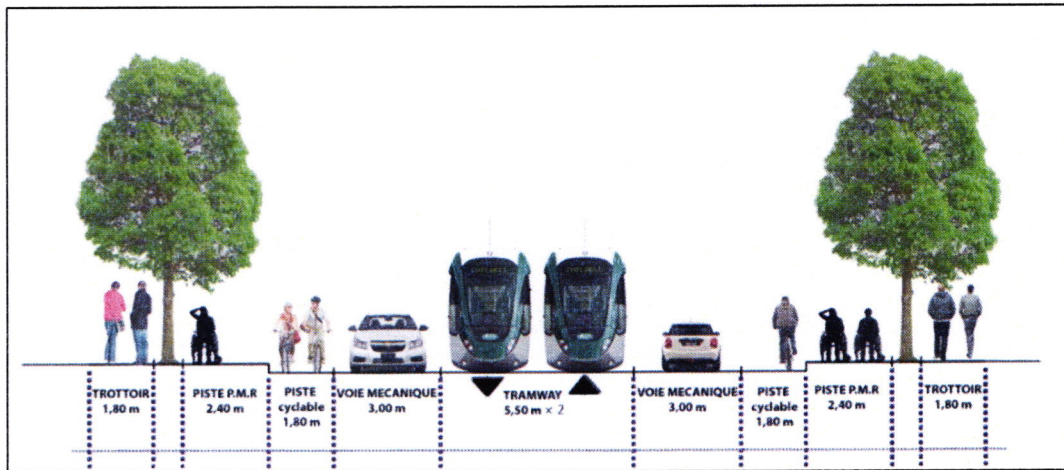 TROTTOIR
1,80 m
PISTE P.M.R
2,40 m
PISTE
cyclable
1,80 m
VOIE MECANIQUE
3,00 m
TRAMWAY
5,50 m × 2
VOIE MECANIQUE
3,00 m
PISTE
cyclable
1,80 m
PISTE P.M.R
2,40 m
TROTTOIR
1,80 m